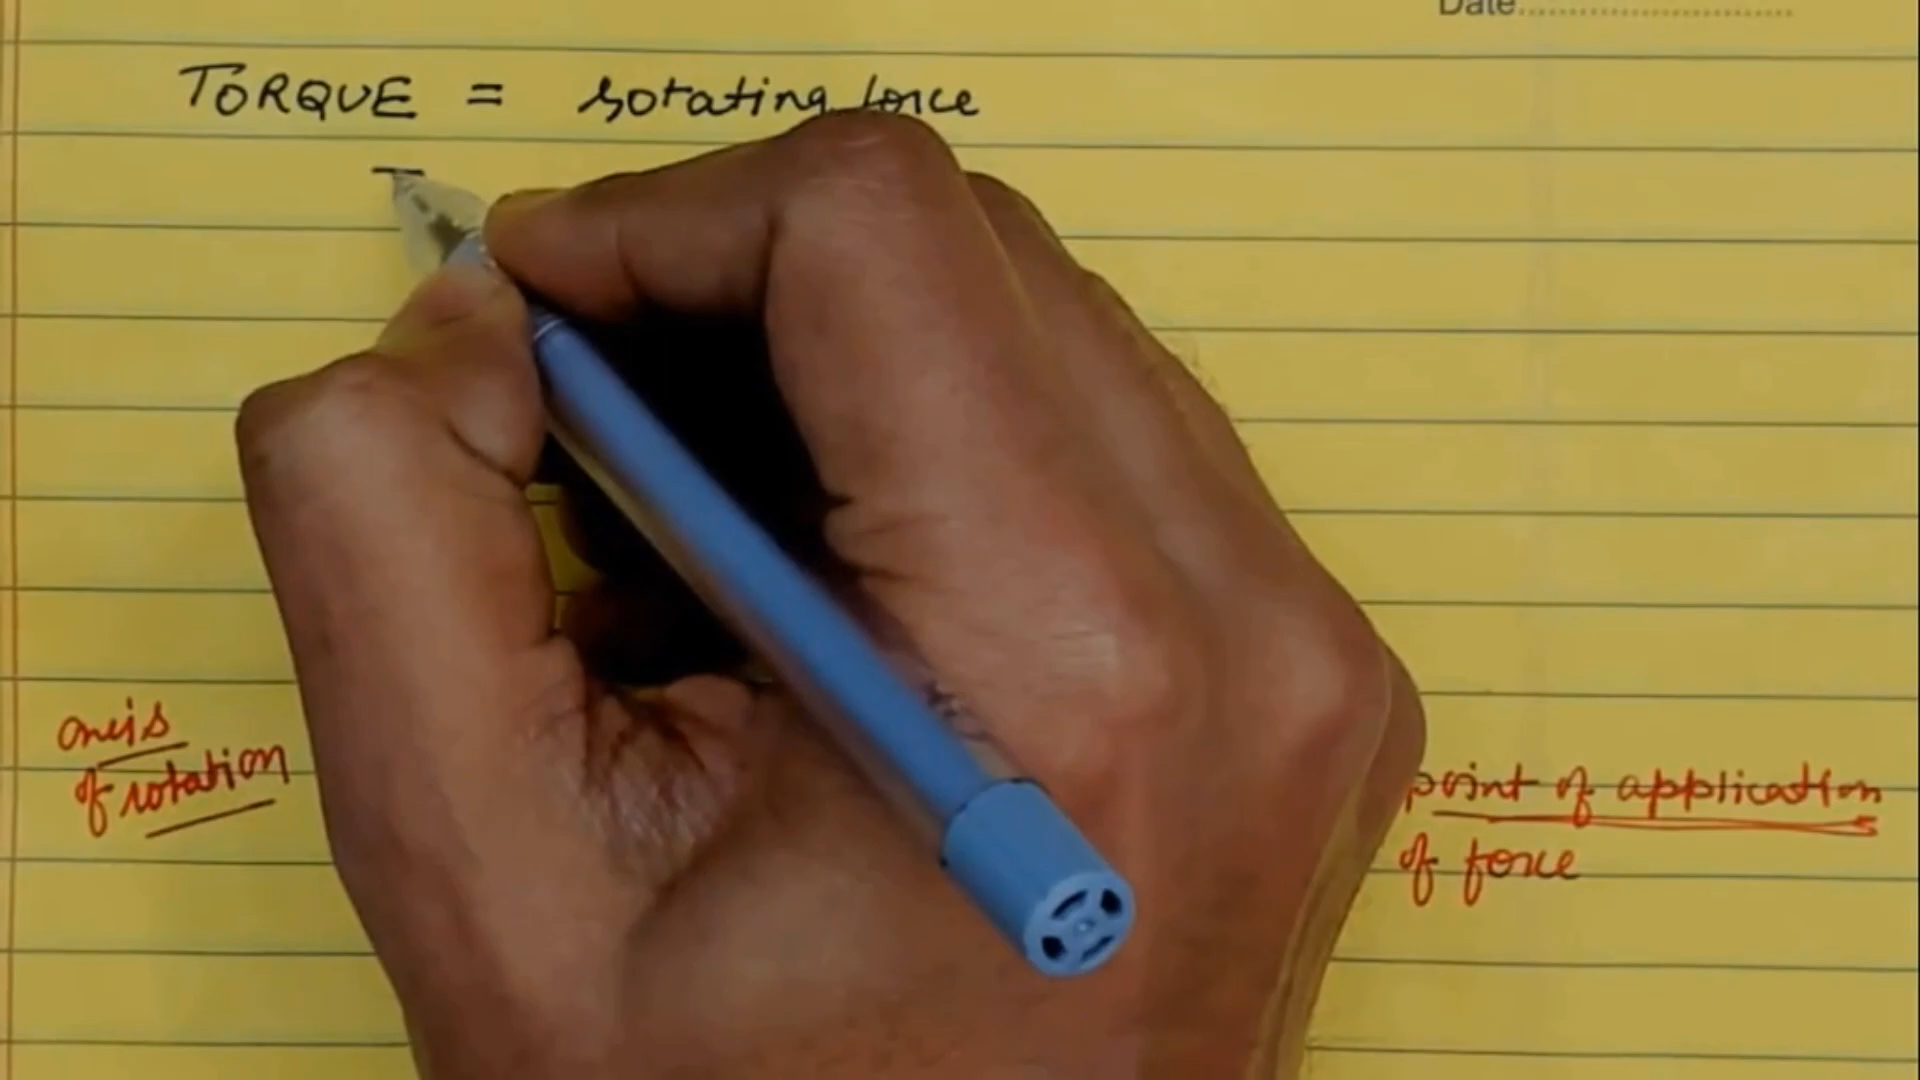 Date
TORQUE = rotating force
axis
of rotation
point of application
of force